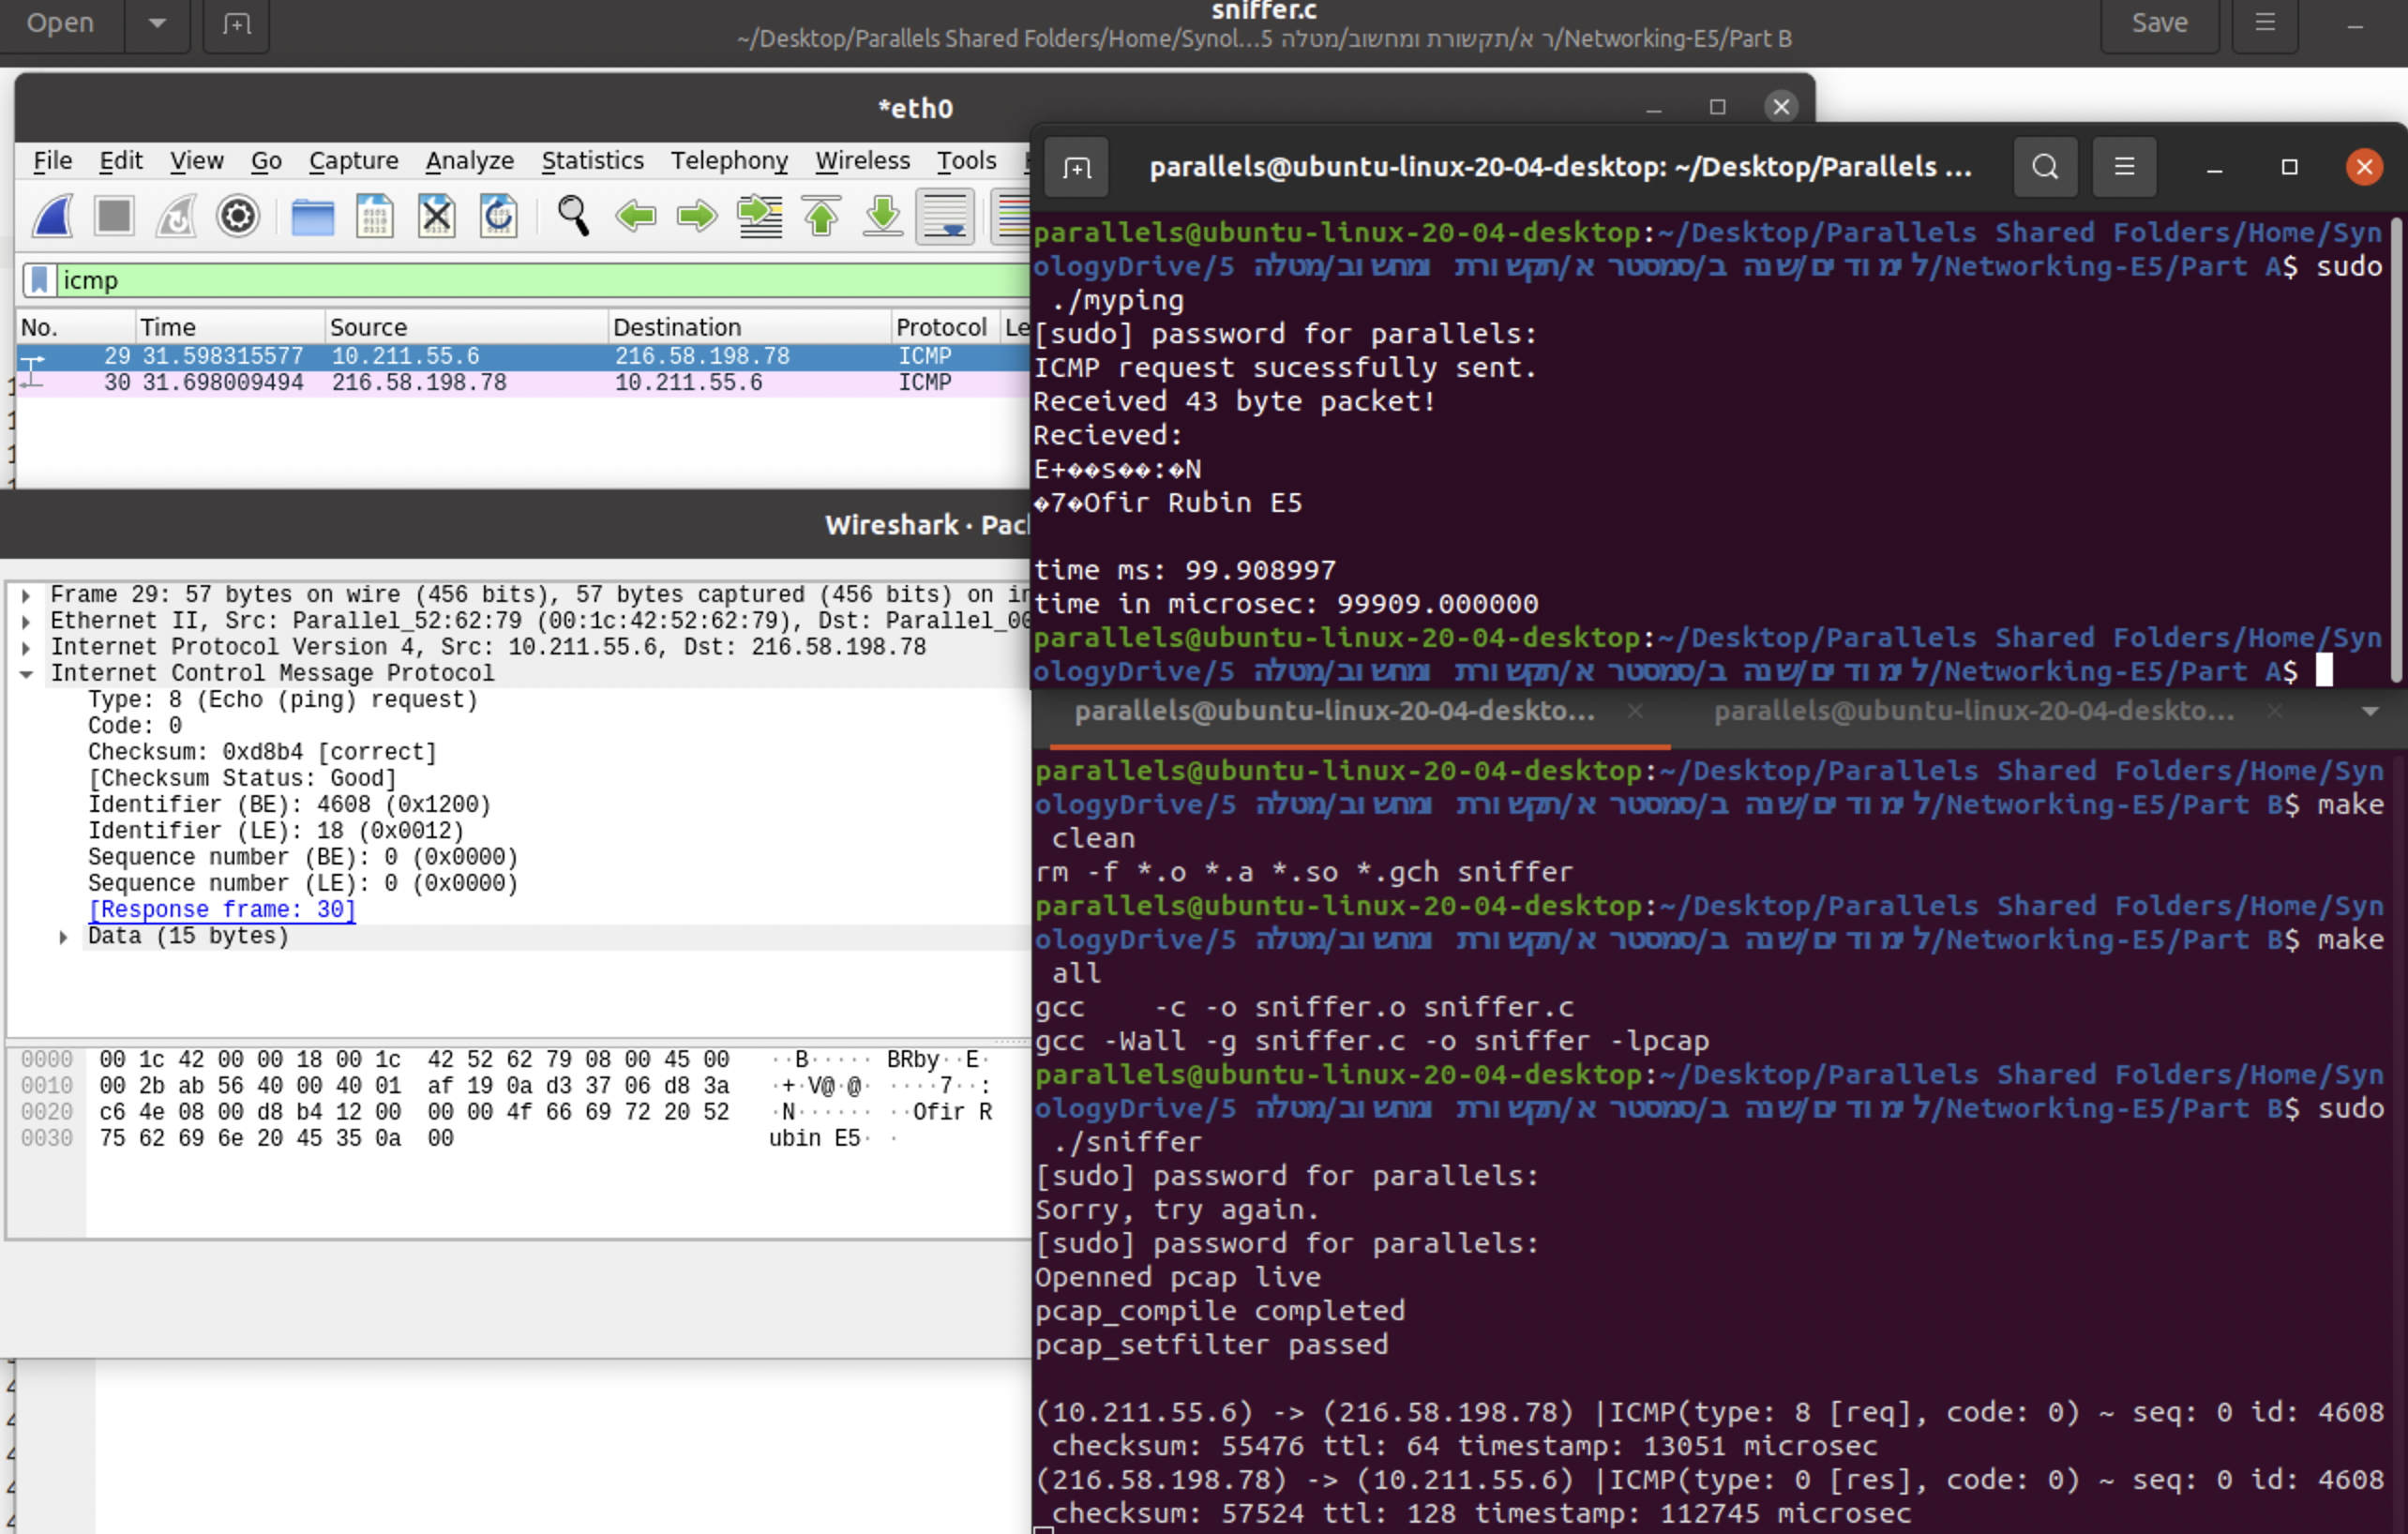 Open
sniffer.c
~/Desktop/Parallels Shared Folders/Home/Synol…5 ר א/תקשורת ומחשוב/מטלה/Networking-E5/Part B
Save
*eth0
File Edit View Go Capture Analyze Statistics Telephony Wireless Tools
icmp
No. Time Source Destination Protocol Le
29 31.598315577 10.211.55.6 216.58.198.78 ICMP
30 31.698009494 216.58.198.78 10.211.55.6 ICMP
Wireshark · Pac
Frame 29: 57 bytes on wire (456 bits), 57 bytes captured (456 bits) on in
Ethernet II, Src: Parallel_52:62:79 (00:1c:42:52:62:79), Dst: Parallel_00
Internet Protocol Version 4, Src: 10.211.55.6, Dst: 216.58.198.78
Internet Control Message Protocol
Type: 8 (Echo (ping) request)
Code: 0
Checksum: 0xd8b4 [correct]
[Checksum Status: Good]
Identifier (BE): 4608 (0x1200)
Identifier (LE): 18 (0x0012)
Sequence number (BE): 0 (0x0000)
Sequence number (LE): 0 (0x0000)
[Response frame: 30]
Data (15 bytes)
0000 00 1c 42 00 00 18 00 1c 42 52 62 79 08 00 45 00 ··B····· BRby··E·
0010 00 2b ab 56 40 00 40 01 af 19 0a d3 37 06 d8 3a ·+·V@·@· ····7··:
0020 c6 4e 08 00 d8 b4 12 00 00 00 4f 66 69 72 20 52 ·N······ ··Ofir R
0030 75 62 69 6e 20 45 35 0a 00 ubin E5· ·
parallels@ubuntu-linux-20-04-desktop: ~/Desktop/Parallels …
parallels@ubuntu-linux-20-04-desktop:~/Desktop/Parallels Shared Folders/Home/Syn
ologyDrive/לימודים/שנה ב/סמסטר א/תקשורת ומחשוב/מטלה 5/Networking-E5/Part A$ sudo
./myping
[sudo] password for parallels:
ICMP request sucessfully sent.
Received 43 byte packet!
Recieved:
E+��s��:�N
�7�Ofir Rubin E5
time ms: 99.908997
time in microsec: 99909.000000
parallels@ubuntu-linux-20-04-desktop:~/Desktop/Parallels Shared Folders/Home/Syn
ologyDrive/לימודים/שנה ב/סמסטר א/תקשורת ומחשוב/מטלה 5/Networking-E5/Part A$
parallels@ubuntu-linux-20-04-deskto… parallels@ubuntu-linux-20-04-deskto…
parallels@ubuntu-linux-20-04-desktop:~/Desktop/Parallels Shared Folders/Home/Syn
ologyDrive/לימודים/שנה ב/סמסטר א/תקשורת ומחשוב/מטלה 5/Networking-E5/Part B$ make
clean
rm -f *.o *.a *.so *.gch sniffer
parallels@ubuntu-linux-20-04-desktop:~/Desktop/Parallels Shared Folders/Home/Syn
ologyDrive/לימודים/שנה ב/סמסטר א/תקשורת ומחשוב/מטלה 5/Networking-E5/Part B$ make
all
gcc    -c -o sniffer.o sniffer.c
gcc -Wall -g sniffer.c -o sniffer -lpcap
parallels@ubuntu-linux-20-04-desktop:~/Desktop/Parallels Shared Folders/Home/Syn
ologyDrive/לימודים/שנה ב/סמסטר א/תקשורת ומחשוב/מטלה 5/Networking-E5/Part B$ sudo
./sniffer
[sudo] password for parallels:
Sorry, try again.
[sudo] password for parallels:
Openned pcap live
pcap_compile completed
pcap_setfilter passed
(10.211.55.6) -> (216.58.198.78) |ICMP(type: 8 [req], code: 0) ~ seq: 0 id: 4608
checksum: 55476 ttl: 64 timestamp: 13051 microsec
(216.58.198.78) -> (10.211.55.6) |ICMP(type: 0 [res], code: 0) ~ seq: 0 id: 4608
checksum: 57524 ttl: 128 timestamp: 112745 microsec